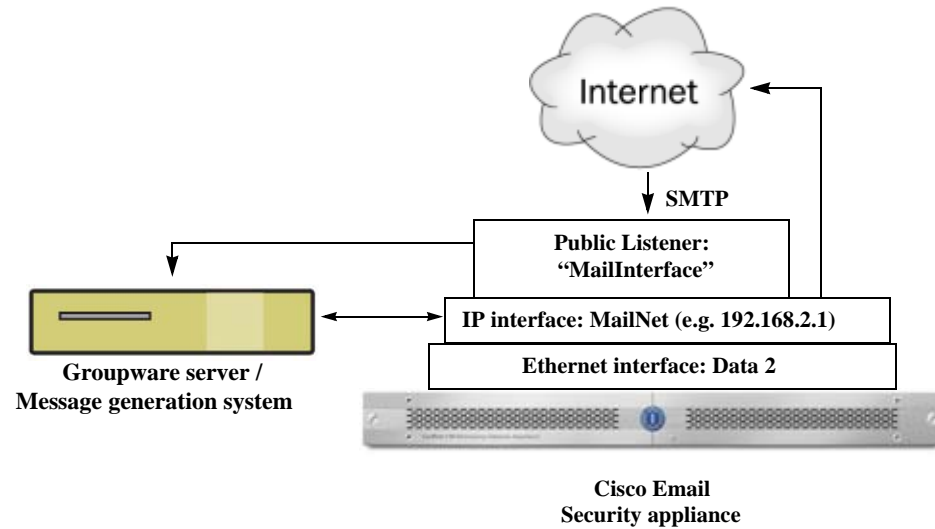 Internet
SMTP
Public Listener:
“MailInterface”
IP interface: MailNet (e.g. 192.168.2.1)
Ethernet interface: Data 2
Groupware server /
Message generation system
Cisco Email
Security appliance